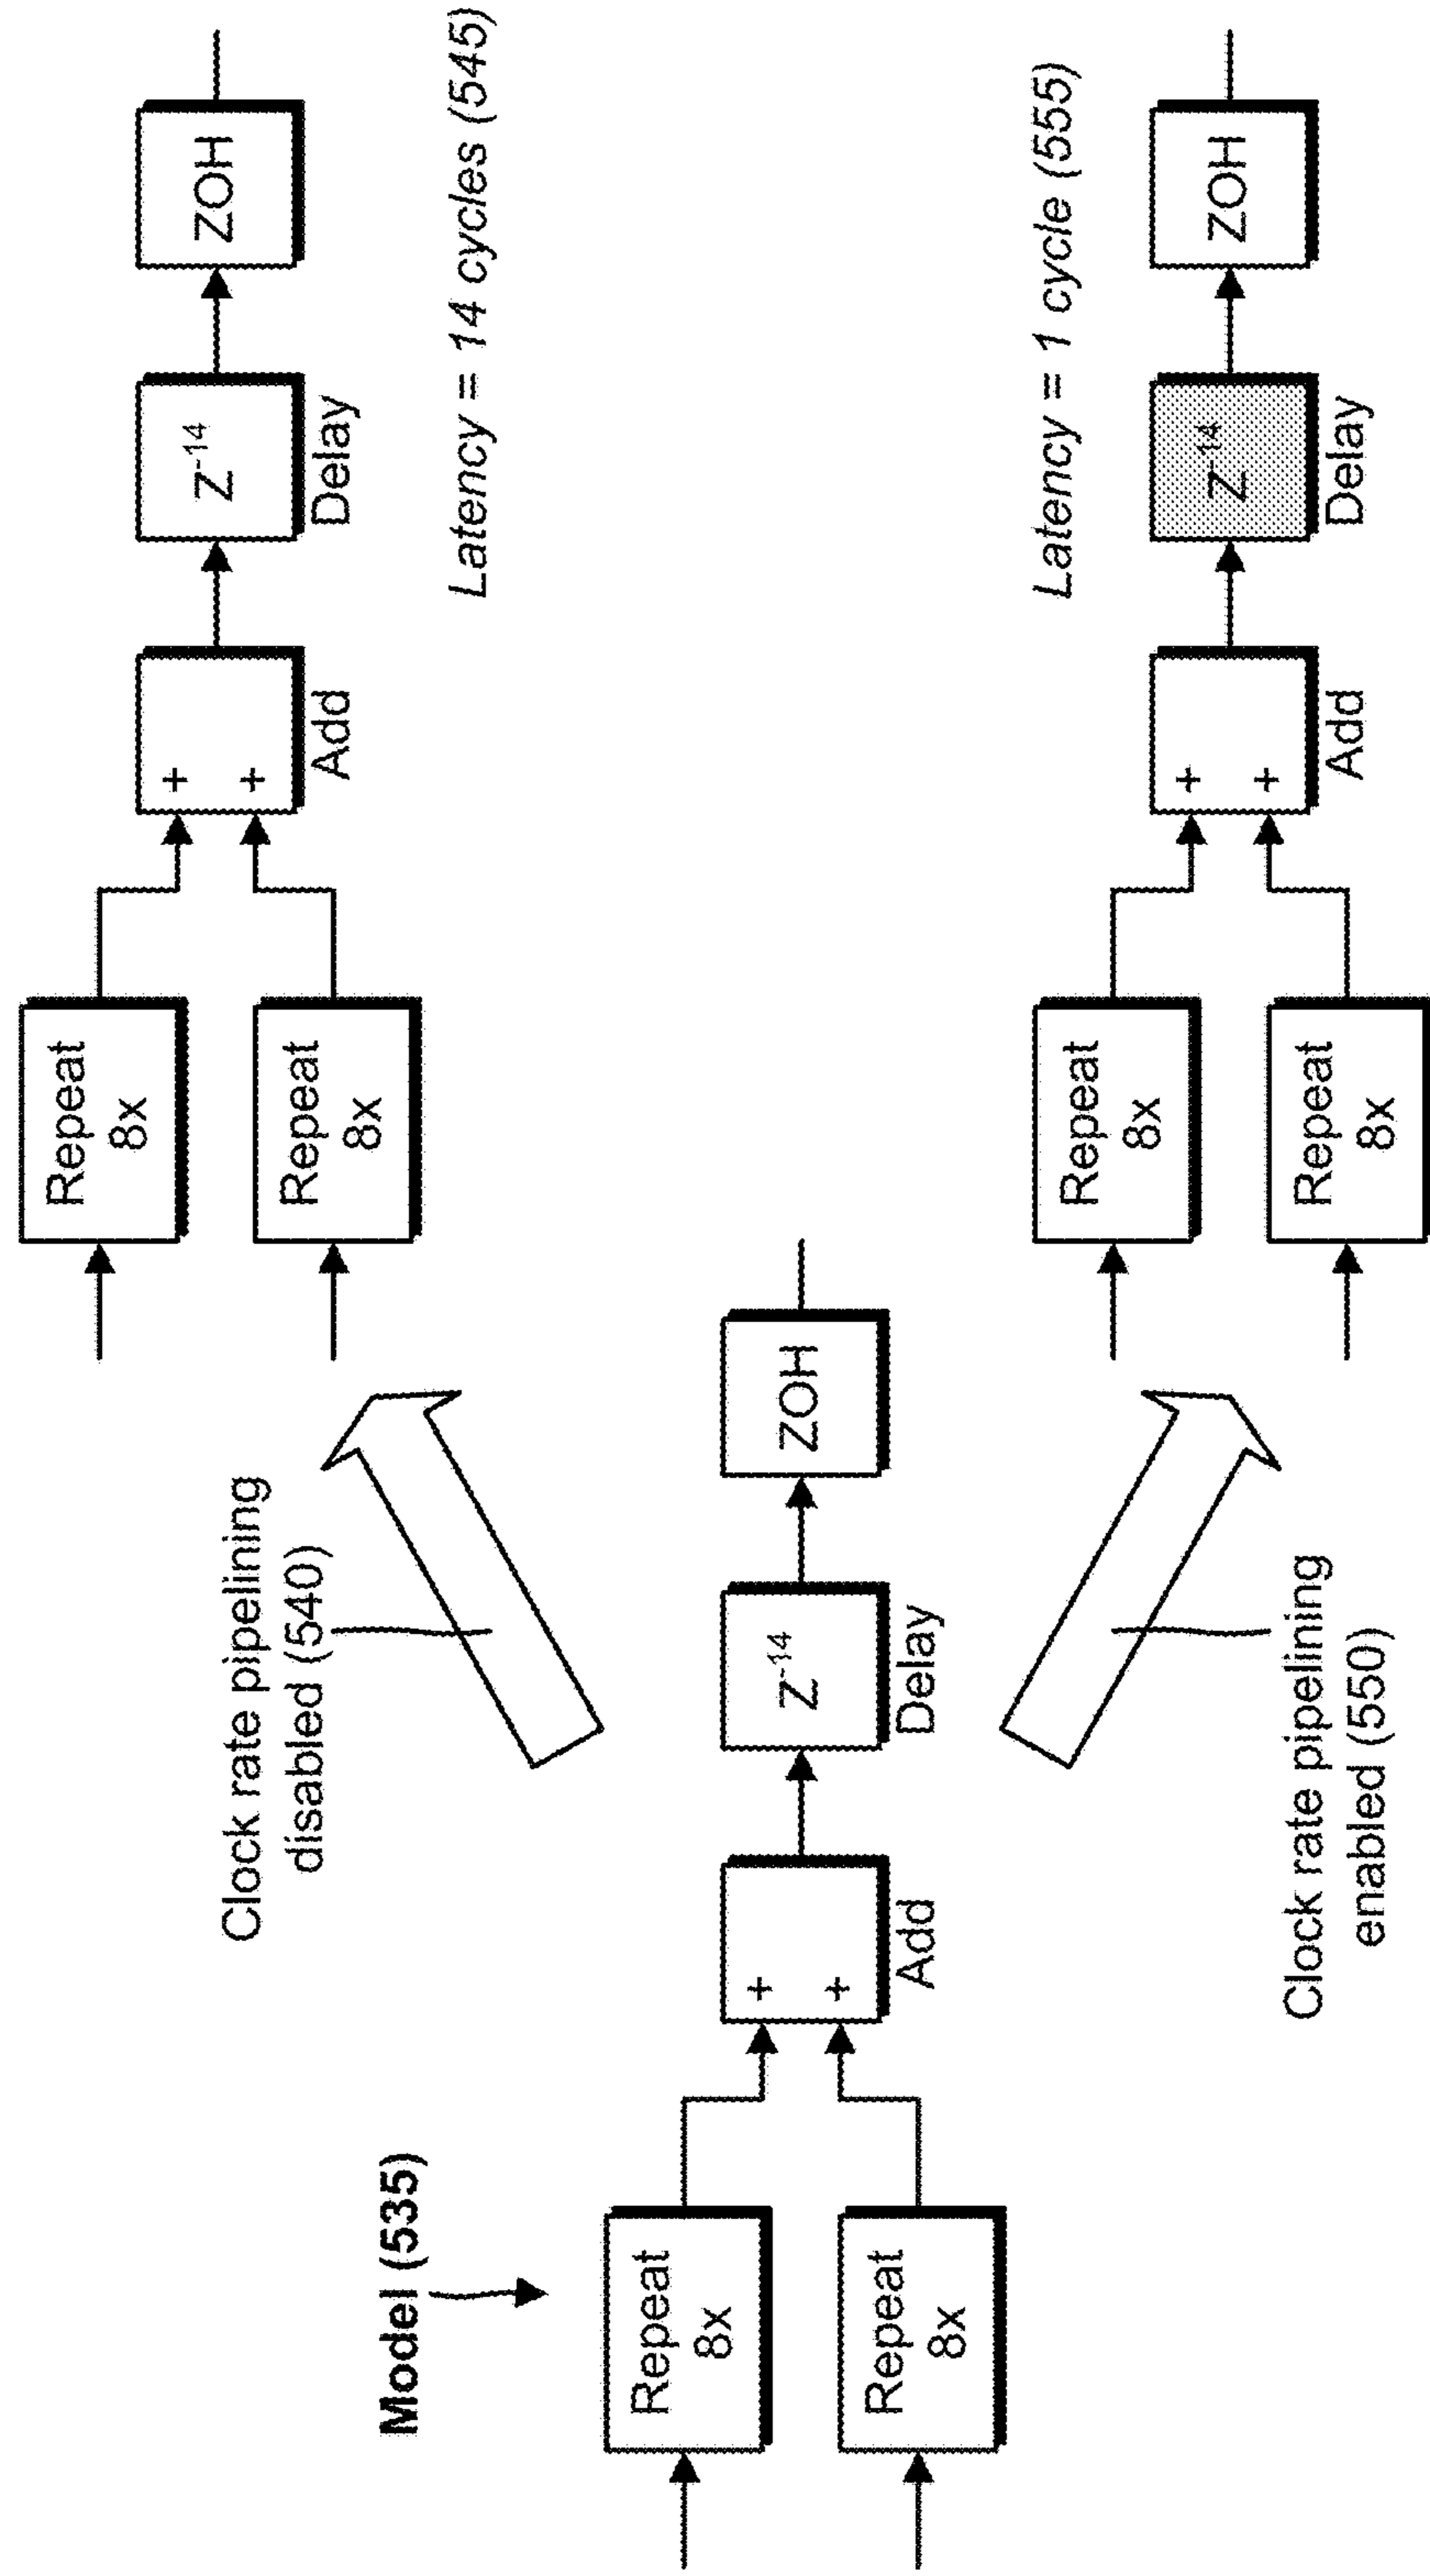 Repeat
8x
Repeat
8x
+
+
Add
Z-14
Delay
ZOH
Latency = 14 cycles (545)
Clock rate pipelining
disabled (540)
Model (535)
Repeat
8x
Repeat
8x
+
+
Add
Z-14
Delay
ZOH
Clock rate pipelining
enabled (550)
Latency = 1 cycle (555)
Repeat
8x
Repeat
8x
+
+
Add
Z-14
Delay
ZOH